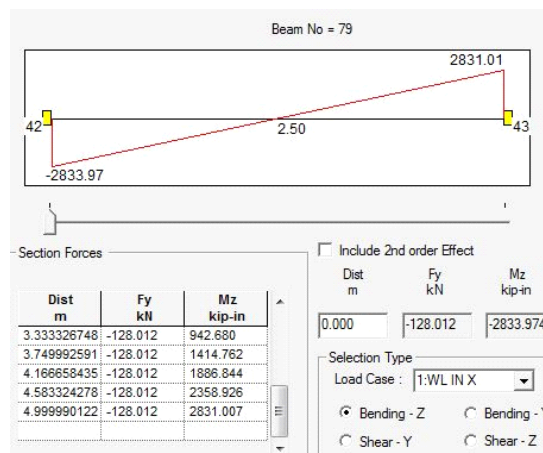 Beam No = 79
2831.01
42
2.50
43
-2833.97
Section Forces
Dist Fy Mz
m kN kip-in
3.333326748 -128.012 942.680
3.749992591 -128.012 1414.762
4.166658435 -128.012 1886.844
4.583324278 -128.012 2358.926
4.999990122 -128.012 2831.007
Include 2nd order Effect
Dist Fy Mz
m kN kip-in
0.000 -128.012 -2833.974
Selection Type
Load Case : 1:WL IN X
Bending - Z Bending -
Shear - Y Shear - Z